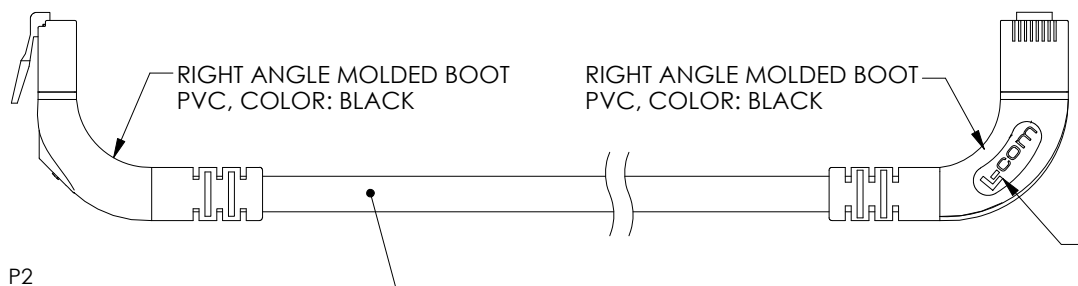 RIGHT ANGLE MOLDED BOOT
PVC, COLOR: BLACK
RIGHT ANGLE MOLDED BOOT
PVC, COLOR: BLACK
L-com
P2